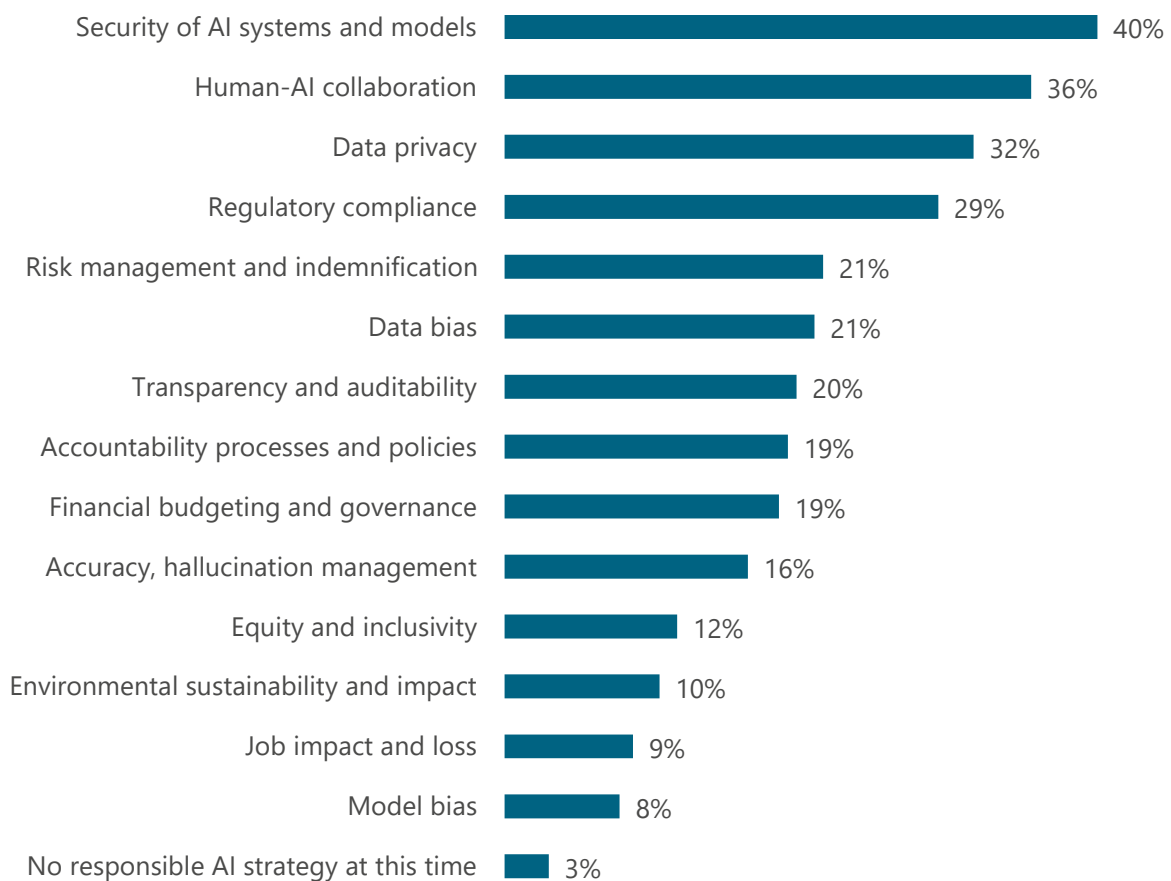 Security of AI systems and models 40%
Human-AI collaboration 36%
Data privacy 32%
Regulatory compliance 29%
Risk management and indemnification 21%
Data bias 21%
Transparency and auditability 20%
Accountability processes and policies 19%
Financial budgeting and governance 19%
Accuracy, hallucination management 16%
Equity and inclusivity 12%
Environmental sustainability and impact 10%
Job impact and loss 9%
Model bias 8%
No responsible AI strategy at this time 3%